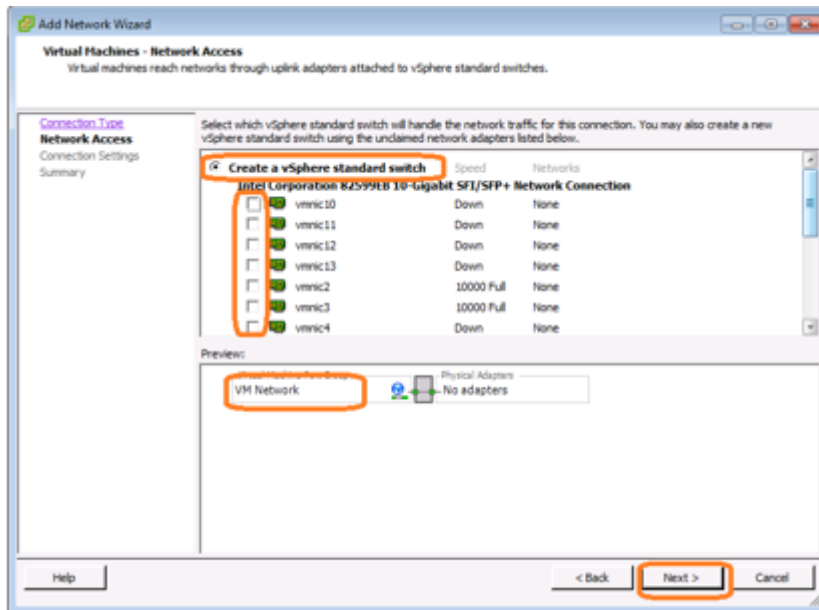 Add Network Wizard
Virtual Machines - Network Access
Virtual machines reach networks through uplink adapters attached to vSphere standard switches.
Connection Type
Network Access
Connection Settings
Summary
Select which vSphere standard switch will handle the network traffic for this connection. You may also create a new
vSphere standard switch using the unclaimed network adapters listed below.
Create a vSphere standard switch Speed Networks
Intel Corporation 82599EB 10-Gigabit SFI/SFP+ Network Connection
vmnic10 Down None
vmnic11 Down None
vmnic12 Down None
vmnic13 Down None
vmnic2 10000 Full None
vmnic3 10000 Full None
vmnic4 Down None
Preview:
Virtual Machine Port Group Physical Adapters
VM Network No adapters
Help < Back Next > Cancel